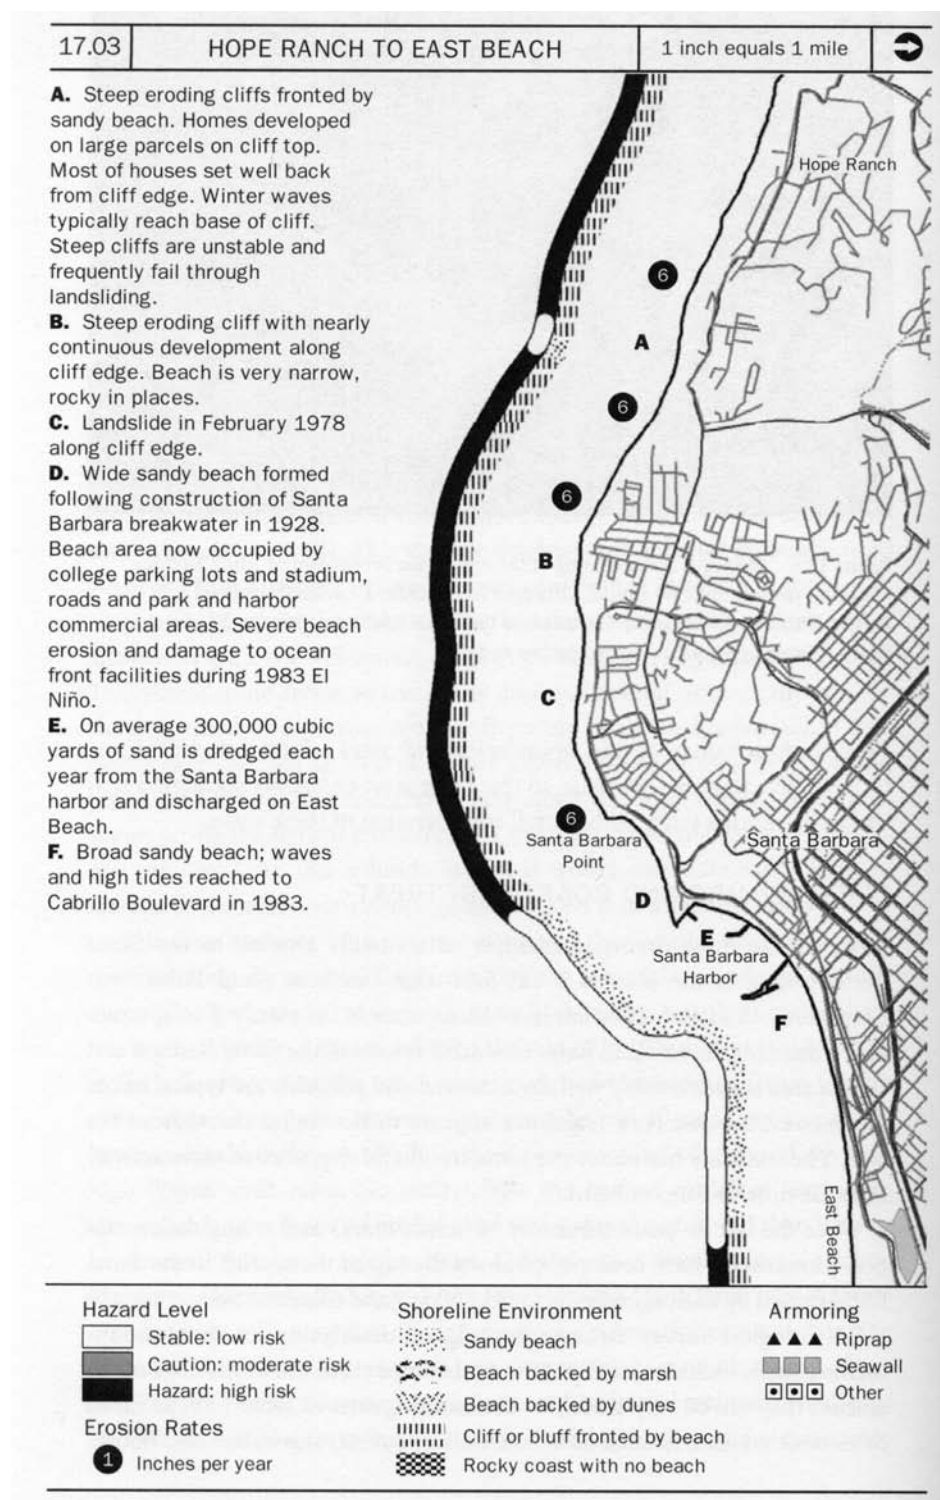 17.03
HOPE RANCH TO EAST BEACH
1 inch equals 1 mile
A. Steep eroding cliffs fronted by
sandy beach. Homes developed
on large parcels on cliff top.
Most of houses set well back
from cliff edge. Winter waves
typically reach base of cliff.
Steep cliffs are unstable and
frequently fail through
landsliding.
B. Steep eroding cliff with nearly
continuous development along
cliff edge. Beach is very narrow,
rocky in places.
C. Landslide in February 1978
along cliff edge.
D. Wide sandy beach formed
following construction of Santa
Barbara breakwater in 1928.
Beach area now occupied by
college parking lots and stadium,
roads and park and harbor
commercial areas. Severe beach
erosion and damage to ocean
front facilities during 1983 El
Niño.
E. On average 300,000 cubic
yards of sand is dredged each
year from the Santa Barbara
harbor and discharged on East
Beach.
F. Broad sandy beach; waves
and high tides reached to
Cabrillo Boulevard in 1983.
Hope Ranch
6
A
6
6
B
C
6
Santa Barbara
Point
Santa Barbara
D
E
Santa Barbara
Harbor
F
East Beach
Hazard Level
Stable: low risk
Caution: moderate risk
Hazard: high risk
Erosion Rates
1 Inches per year
Shoreline Environment
Sandy beach
Beach backed by marsh
Beach backed by dunes
Cliff or bluff fronted by beach
Rocky coast with no beach
Armoring
Riprap
Seawall
Other